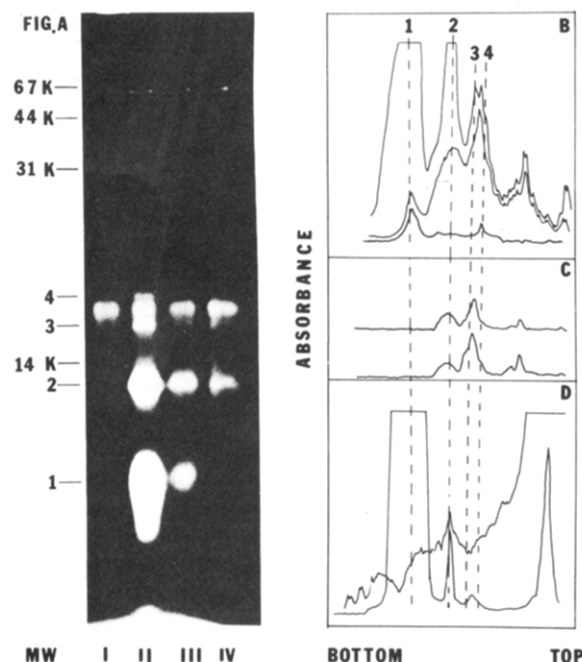 FIG,A
67 K
44 K
31 K
4
3
14 K
2
1
MW I II III IV
ABSORBANCE
1 2 B
3 4
C
D
BOTTOM TOP